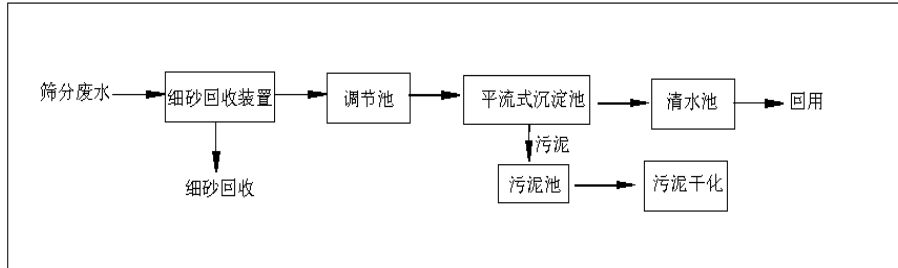 筛分废水
细砂回收装置
调节池
平流式沉淀池
清水池
回用
污泥
细砂回收
污泥池
污泥干化